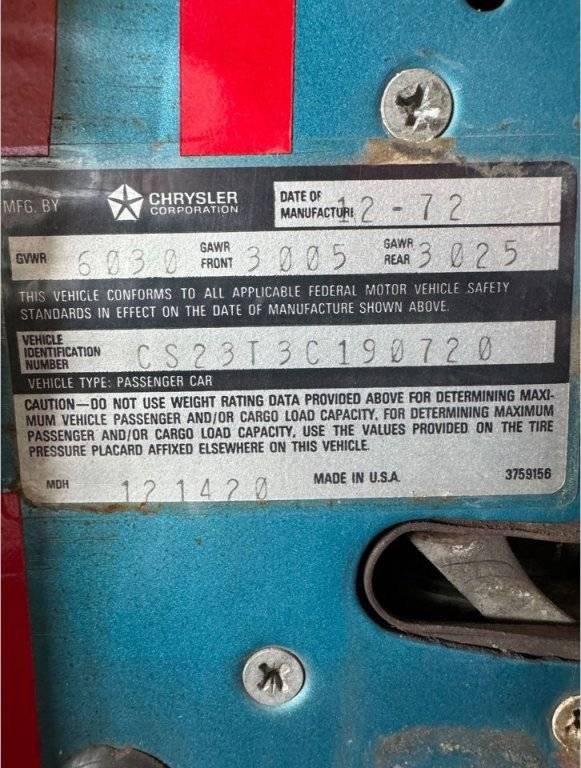 MFG. BY CHRYSLER CORPORATION DATE OF MANUFACTURE 12-72
GVWR 6030 GAWR FRONT 3005 GAWR REAR 3025
THIS VEHICLE CONFORMS TO ALL APPLICABLE FEDERAL MOTOR VEHICLE SAFETY
STANDARDS IN EFFECT ON THE DATE OF MANUFACTURE SHOWN ABOVE.
VEHICLE IDENTIFICATION NUMBER CS23T3C190720
VEHICLE TYPE: PASSENGER CAR
CAUTION—DO NOT USE WEIGHT RATING DATA PROVIDED ABOVE FOR DETERMINING MAXI-
MUM VEHICLE PASSENGER AND/OR CARGO LOAD CAPACITY. FOR DETERMINING MAXIMUM
PASSENGER AND/OR CARGO LOAD CAPACITY, USE THE VALUES PROVIDED ON THE TIRE
PRESSURE PLACARD AFFIXED ELSEWHERE ON THIS VEHICLE.
MDH 121420 MADE IN U.S.A. 3759156